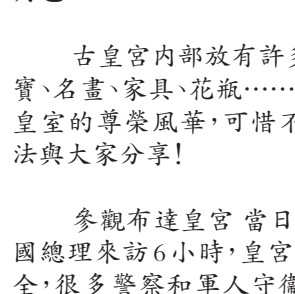 古皇宮內部放有許
寶、名畫、家具、花瓶……
皇室的尊榮風華，可惜不
法與大家分享！
參觀布達皇宮 當日
國總理來訪6小時，皇宮
全，很多警察和軍人守衛